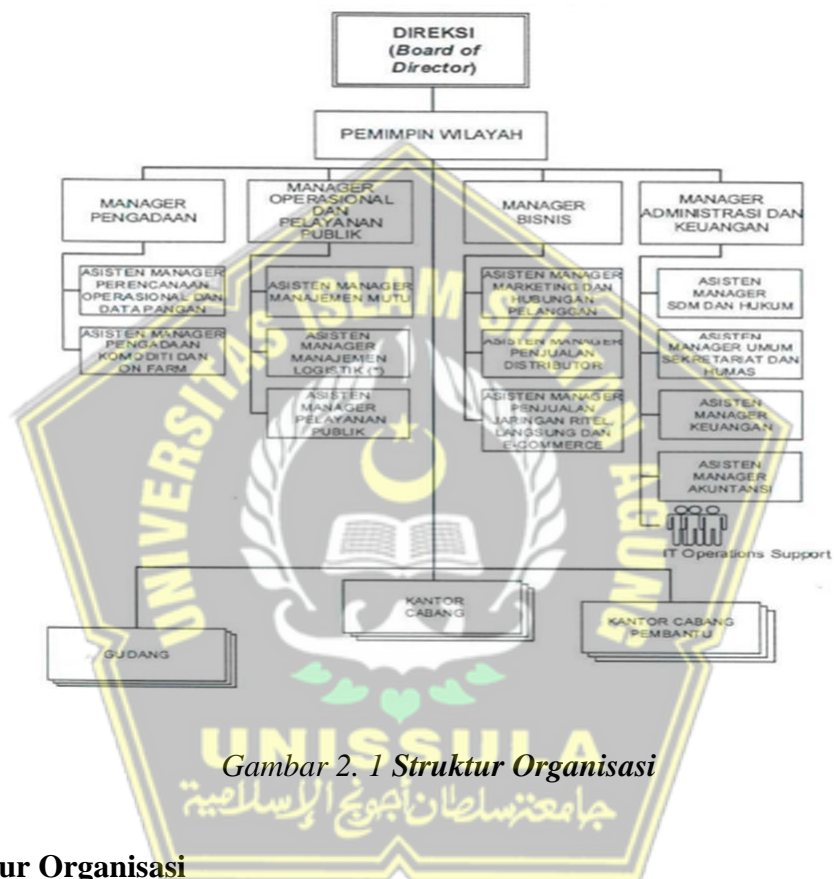 DIREKSI
(Board of
Director)
PEMIMPIN WILAYAH
MANAGER
PENGADAAN
MANAGER
OPERASIONAL
DAN
PELAYANAN
PUBLIK
MANAGER
BISNIS
MANAGER
ADMINISTRASI DAN
KEUANGAN
ASISTEN MANAGER
PERENCANAAN
OPERASIONAL DAN
DATA PANGAN
ASISTEN MANAGER
PENGADAAN
KOMODITI DAN
ON FARM
ASISTEN MANAGER
MANAJEMEN MUTU
ASISTEN
MANAGER
MANAJEMEN
LOGISTIK (*)
ASISTEN
MANAGER
PELAYANAN
PUBLIK
ASISTEN MANAGER
MARKETING DAN
HUBUNGAN
PELANGGAN
ASISTEN MANAGER
PENJUALAN
DISTRIBUTOR
ASISTEN MANAGER
PENJUALAN
JARINGAN RITEL,
LANGSUNG DAN
E-COMMERCE
ASISTEN
MANAGER
SDM DAN HUKUM
ASISTEN
MANAGER UMUM
SEKRETARIAT DAN
HUMAS
ASISTEN
MANAGER
KEUANGAN
ASISTEN
MANAGER
AKUNTANSI
IT Operations Support
GUDANG
KANTOR
CABANG
KANTOR CABANG
PEMBANTU
UNIVERSITAS ISLAM SULTAN AGUNG
UNISSULA
جامعة سلطان أجونج الإسلامية
Gambar 2. 1 Struktur Organisasi
ur Organisasi